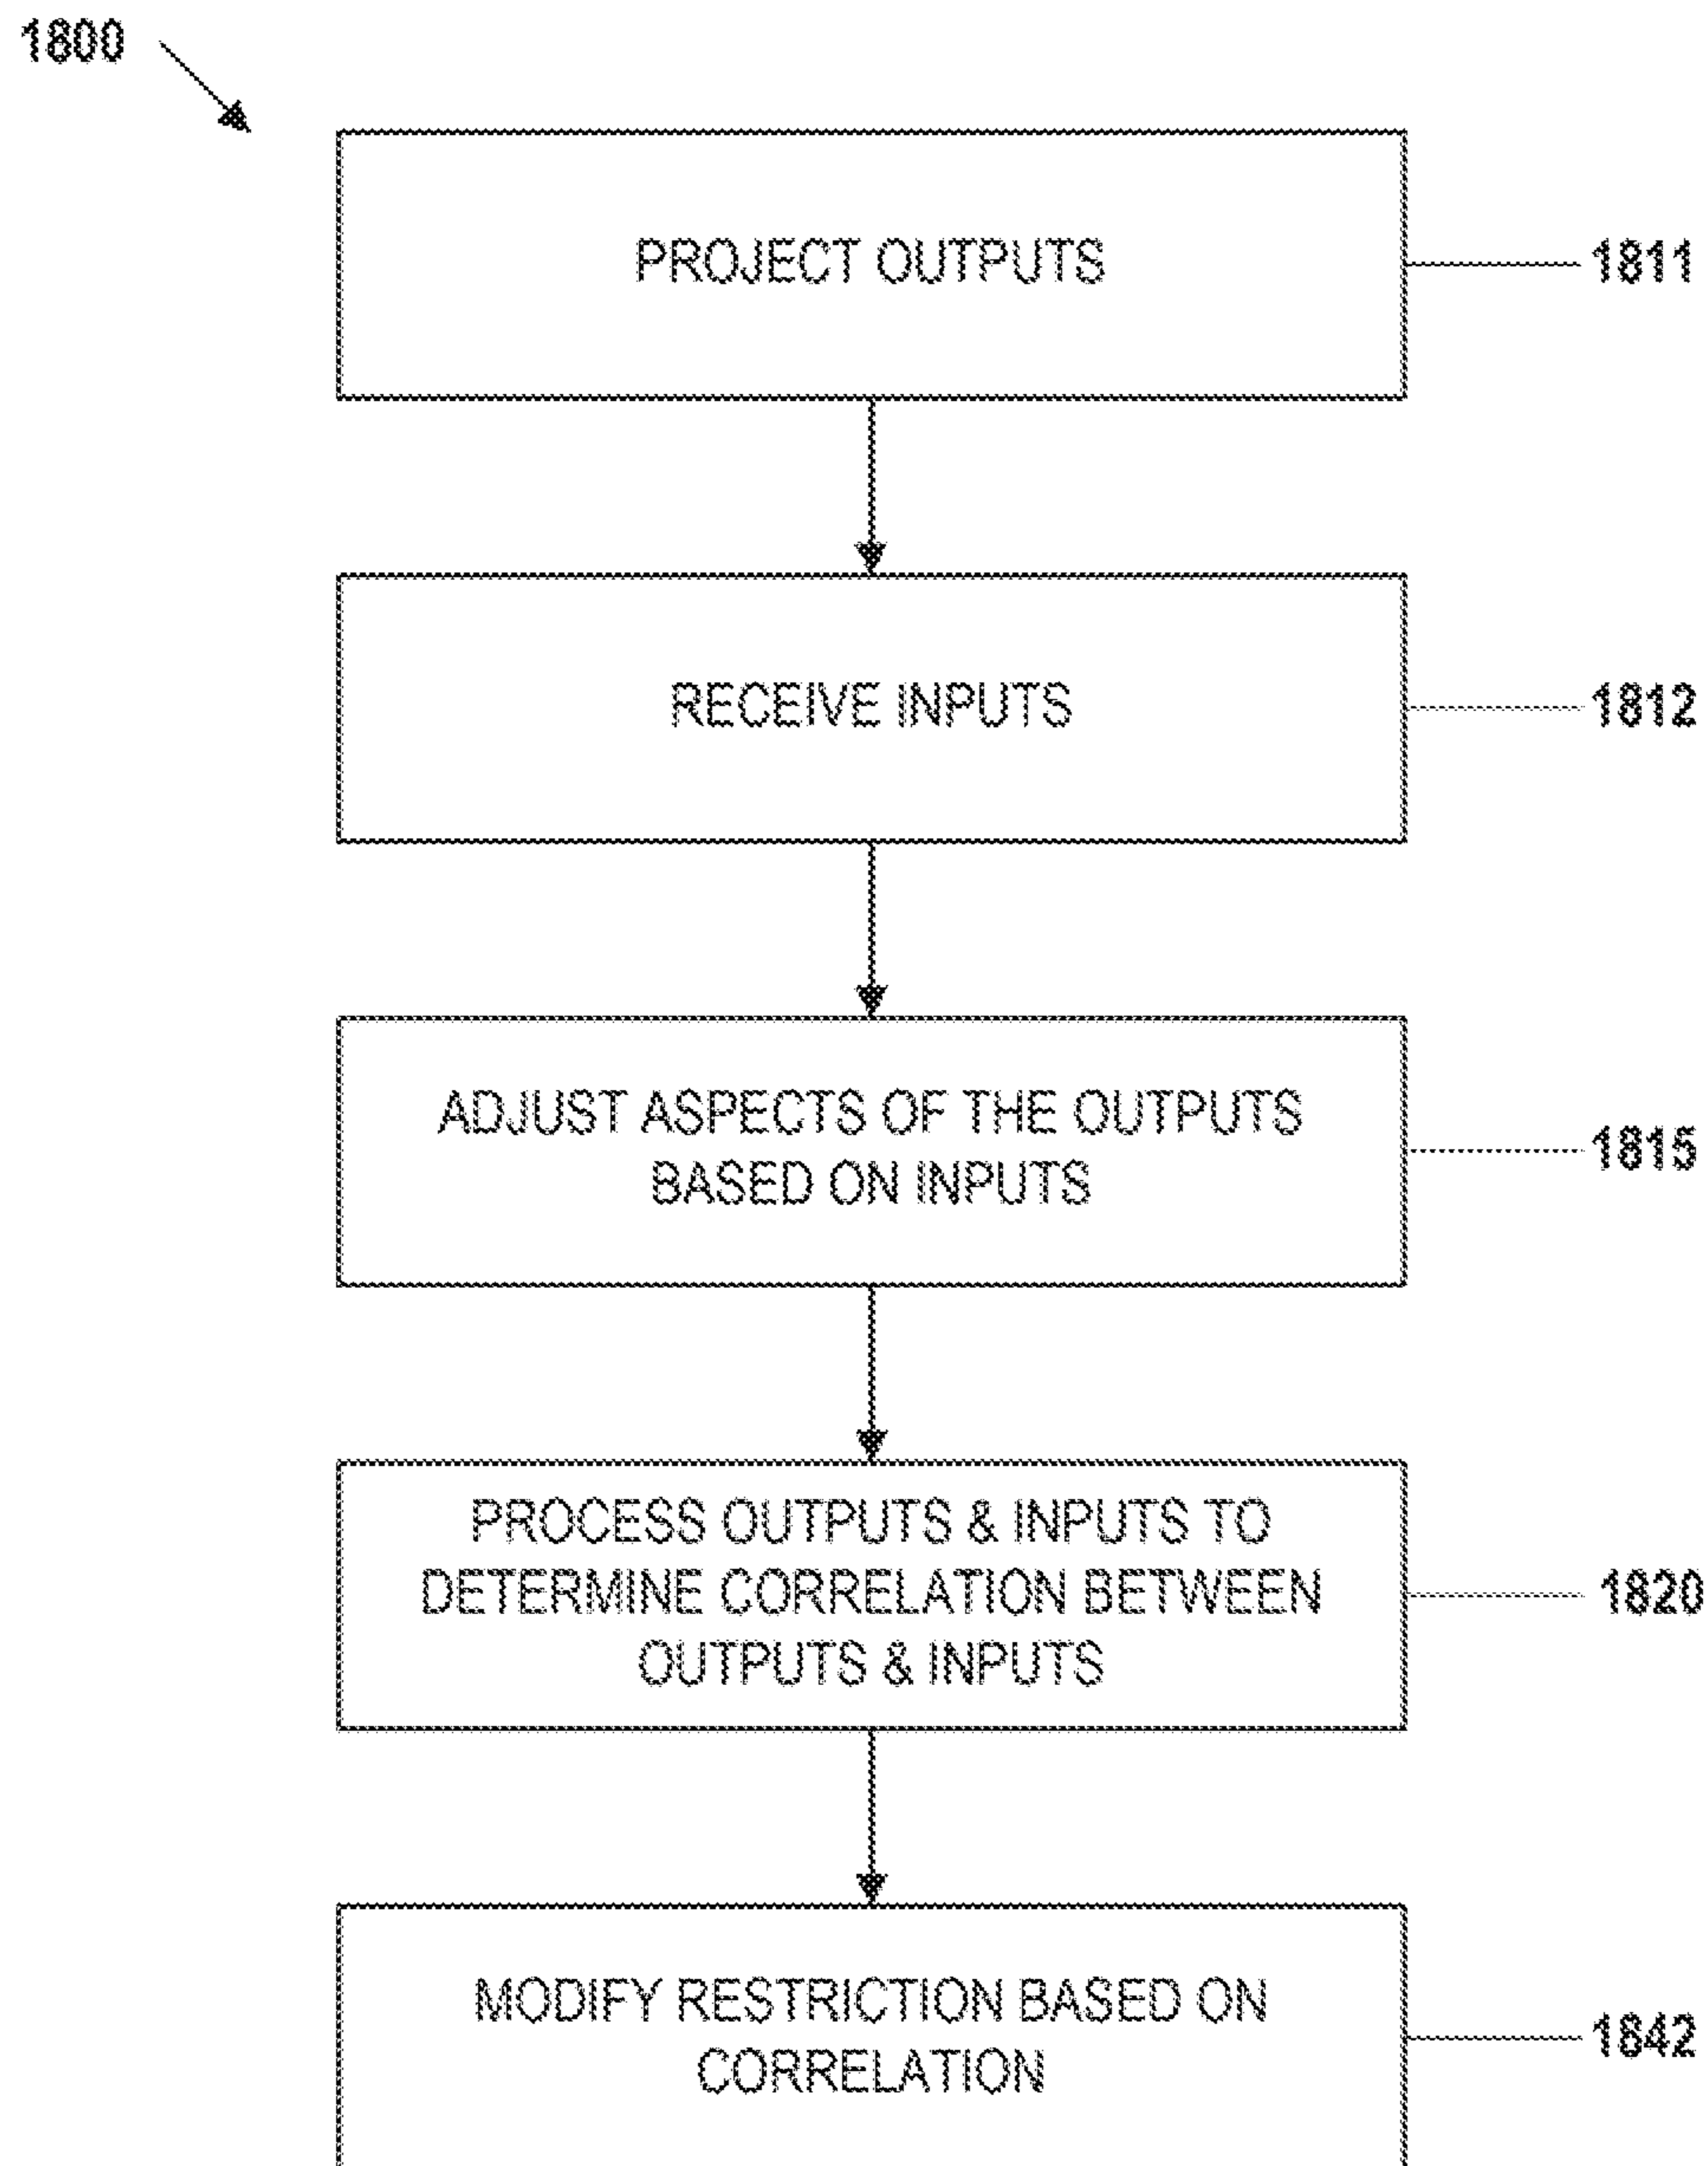 1800
PROJECT OUTPUTS
1811
RECEIVE INPUTS
1812
ADJUST ASPECTS OF THE OUTPUTS
BASED ON INPUTS
1815
PROCESS OUTPUTS & INPUTS TO
DETERMINE CORRELATION BETWEEN
OUTPUTS & INPUTS
1820
MODIFY RESTRICTION BASED ON
CORRELATION
1842